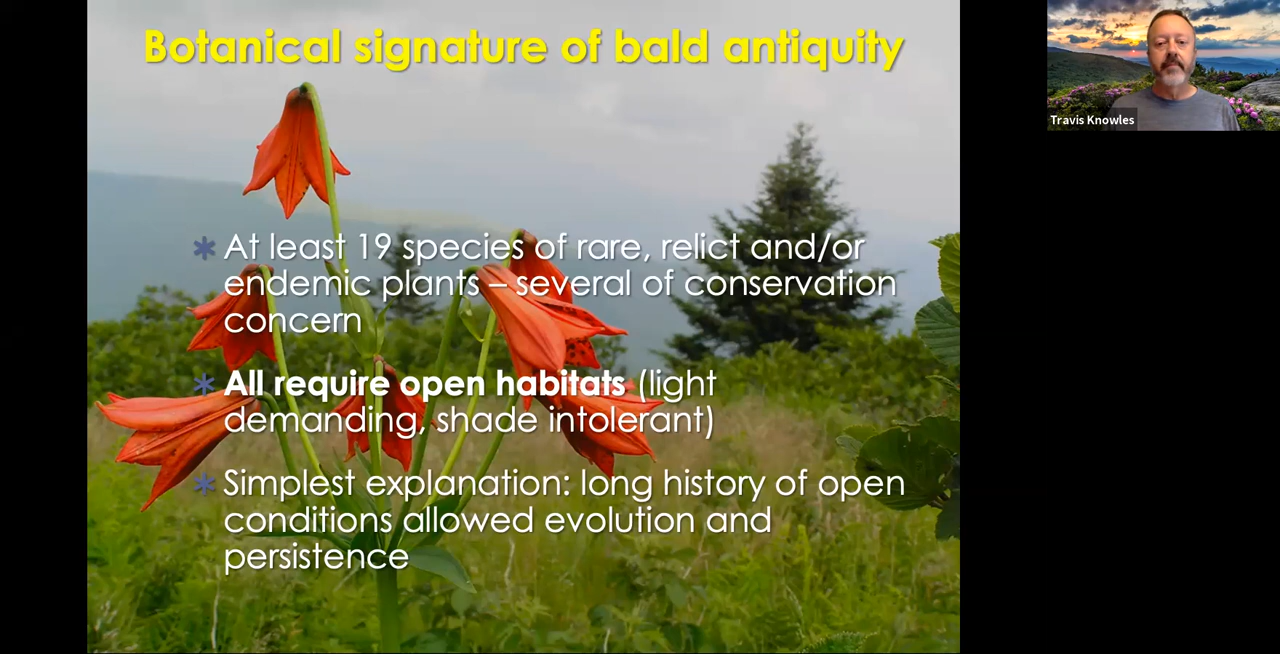 Botanical signature of bald antiquity
Travis Knowles
At least 19 species of rare, relict and/or
endemic plants – several of conservation
concern
All require open habitats (light
demanding, shade intolerant)
Simplest explanation: long history of open
conditions allowed evolution and
persistence